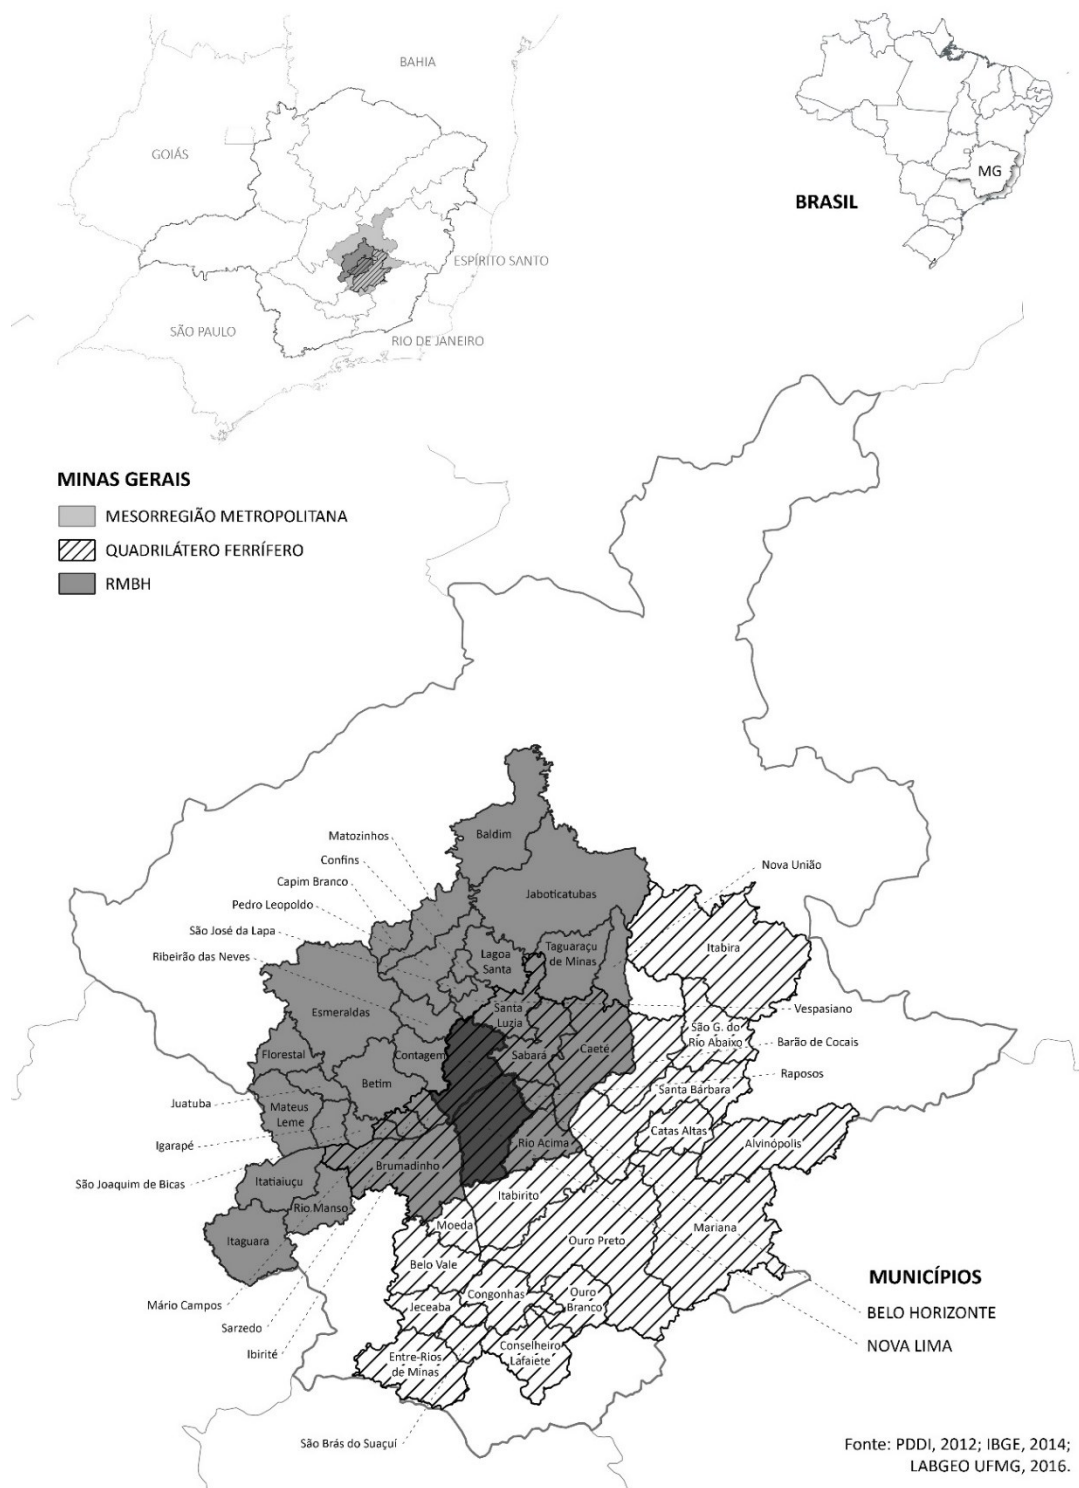 BAHIA
GOIÁS
MG
BRASIL
ESPÍRITO SANTO
SÃO PAULO
RIO DE JANEIRO
MINAS GERAIS
MESORREGIÃO METROPOLITANA
QUADRILÁTERO FERRÍFERO
RMBH
Matozinhos
Baldim
Confins
Nova União
Capim Branco
Jaboticatubas
Pedro Leopoldo
São José da Lapa
Itabira
Taguaraçu
de Minas
Ribeirão das Neves
Lagoa
Santa
Esmeraldas
Santa
Luzia
Vespasiano
São G. do
Rio Abaixo
Barão de Cocais
Florestal
Contagem
Sabará
Caeté
Raposos
Betim
Santa Bárbara
Juatuba
Mateus
Leme
Catas Altas
Igarapé
Rio Acima
Alvinópolis
Brumadinho
São Joaquim de Bicas
Itatiaiuçu
Itabirito
Rio Manso
Moeda
Mariana
Itaguara
Ouro Preto
Belo Vale
MUNICÍPIOS
Congonhas
Ouro
Branco
Mário Campos
Jeceaba
BELO HORIZONTE
Sarzedo
NOVA LIMA
Conselheiro
Lafaiete
Ibirité
Entre-Rios
de Minas
São Brás do Suaçuí
Fonte: PDDI, 2012; IBGE, 2014;
LABGEO UFMG, 2016.